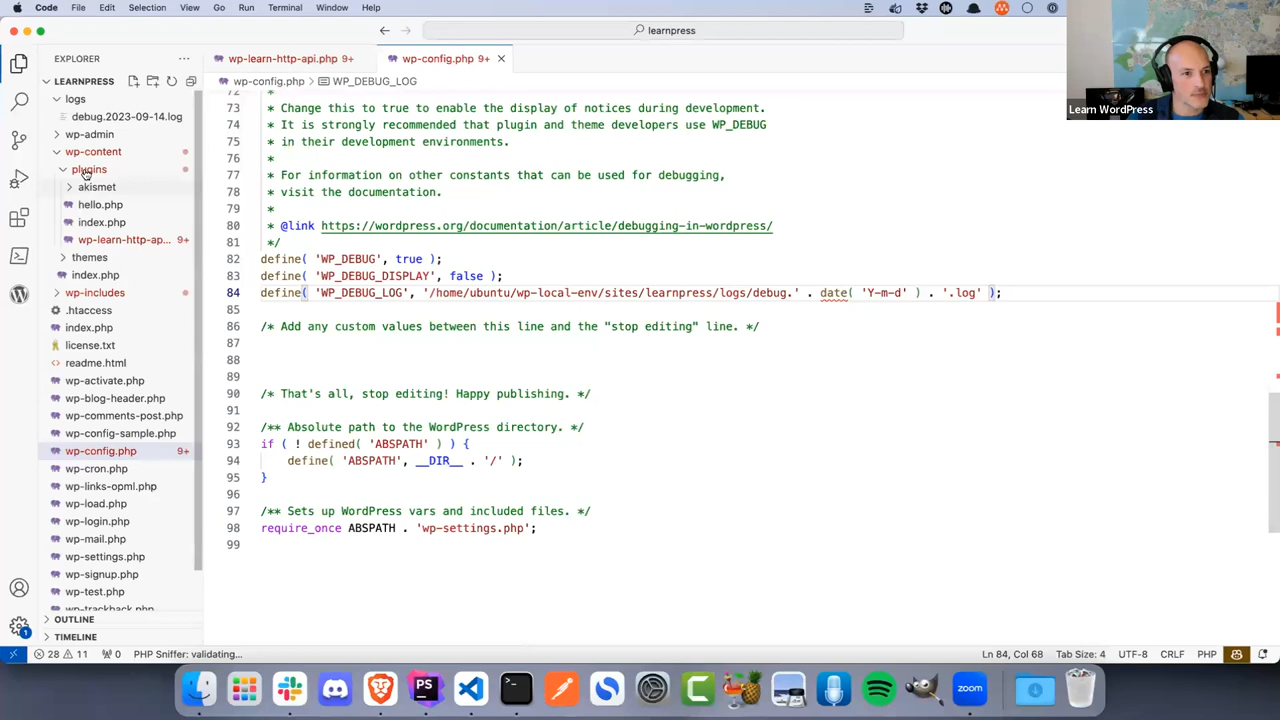 Code File Edit Selection View Go Run Terminal Window Help
learnpress
EXPLORER
wp-learn-http-api.php 9+
wp-config.php 9+
LEARNPRESS
wp-config.php WP_DEBUG_LOG
logs
debug.2023-09-14.log
wp-admin
wp-content
plugins
akismet
hello.php
index.php
wp-learn-http-ap... 9+
themes
index.php
wp-includes
.htaccess
index.php
license.txt
readme.html
wp-activate.php
wp-blog-header.php
wp-comments-post.php
wp-config-sample.php
wp-config.php 9+
wp-cron.php
wp-links-opml.php
wp-load.php
wp-login.php
wp-mail.php
wp-settings.php
wp-signup.php
wp-test.php
wp-trackback.php
OUTLINE
TIMELINE
72 *
73 * Change this to true to enable the display of notices during development.
74 * It is strongly recommended that plugin and theme developers use WP_DEBUG
75 * in their development environments.
76 *
77 * For information on other constants that can be used for debugging,
78 * visit the documentation.
79 *
80 * @link https://wordpress.org/documentation/article/debugging-in-wordpress/
81 */
82 define( 'WP_DEBUG', true );
83 define( 'WP_DEBUG_DISPLAY', false );
84 define( 'WP_DEBUG_LOG', '/home/ubuntu/wp-local-env/sites/learnpress/logs/debug.' . date( 'Y-m-d' ) . '.log' );
85
86 /* Add any custom values between this line and the "stop editing" line. */
87
88
89
90 /* That's all, stop editing! Happy publishing. */
91
92 /** Absolute path to the WordPress directory. */
93 if ( ! defined( 'ABSPATH' ) ) {
94 define( 'ABSPATH', __DIR__ . '/' );
95 }
96
97 /** Sets up WordPress vars and included files. */
98 require_once ABSPATH . 'wp-settings.php';
99
Learn WordPress
28 11 0 PHP Sniffer: validating...
Ln 84, Col 68 Tab Size: 4 UTF-8 CRLF PHP
PS
zoom